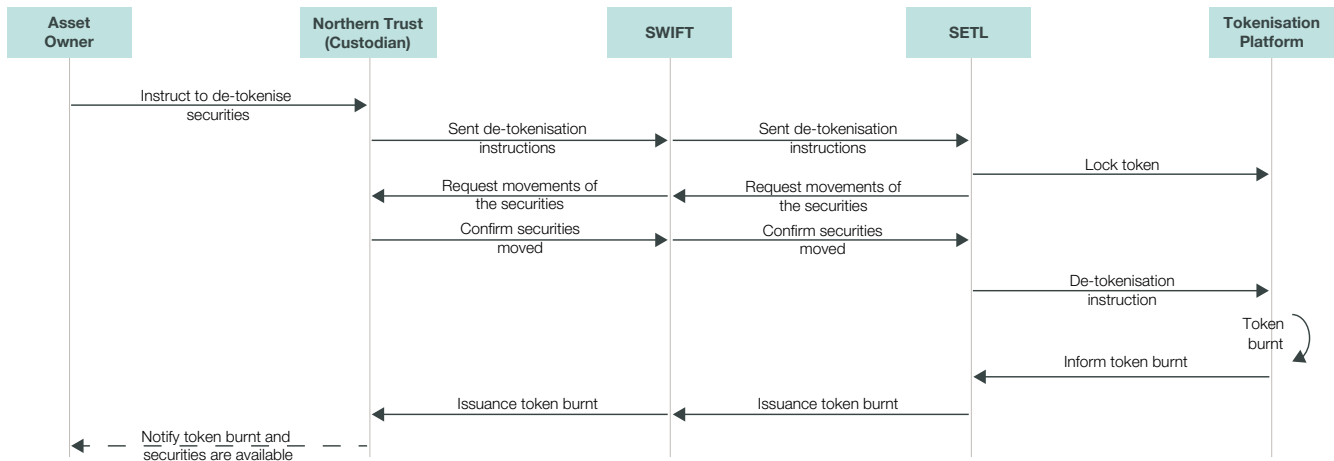 Asset
Owner
Northern Trust
(Custodian)
SWIFT
SETL
Tokenisation
Platform
Instruct to de-tokenise
securities
Sent de-tokenisation
instructions
Sent de-tokenisation
instructions
Lock token
Request movements of
the securities
Request movements of
the securities
Confirm securities
moved
Confirm securities
moved
De-tokenisation
instruction
Token
burnt
Inform token burnt
Issuance token burnt
Issuance token burnt
Notify token burnt and
securities are available